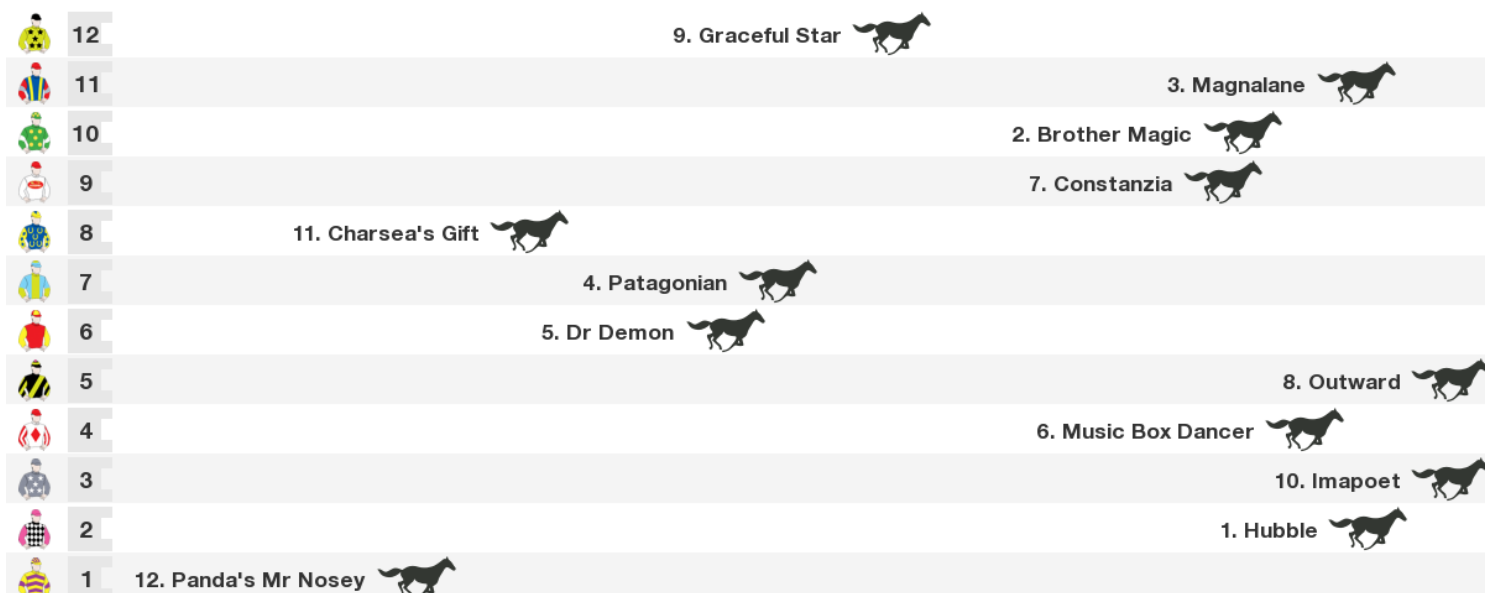 12 9. Graceful Star
11 3. Magnalane
10 2. Brother Magic
9 7. Constanzia
8 11. Charsea's Gift
7 4. Patagonian
6 5. Dr Demon
5 8. Outward
4 6. Music Box Dancer
3 10. Imapoet
2 1. Hubble
1 12. Panda's Mr Nosey